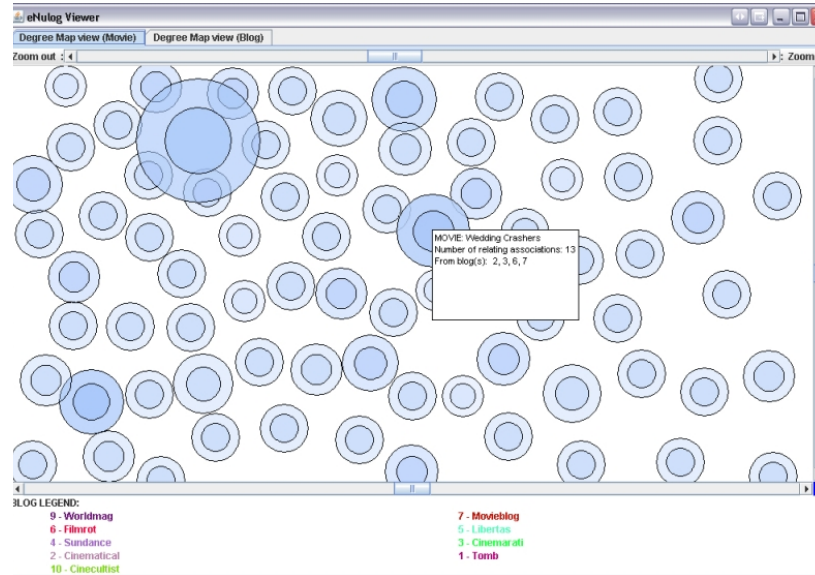 eNulog Viewer
Degree Map view (Movie) Degree Map view (Blog)
Zoom out : : Zoom
MOVIE: Wedding Crashers
Number of relating associations: 13
From blog(s): 2, 3, 6, 7
BLOG LEGEND:
9 - Worldmag 7 - Movieblog
6 - Filmrot 5 - Libertas
4 - Sundance 3 - Cinemarati
2 - Cinematical 1 - Tomb
10 - Cinecultist